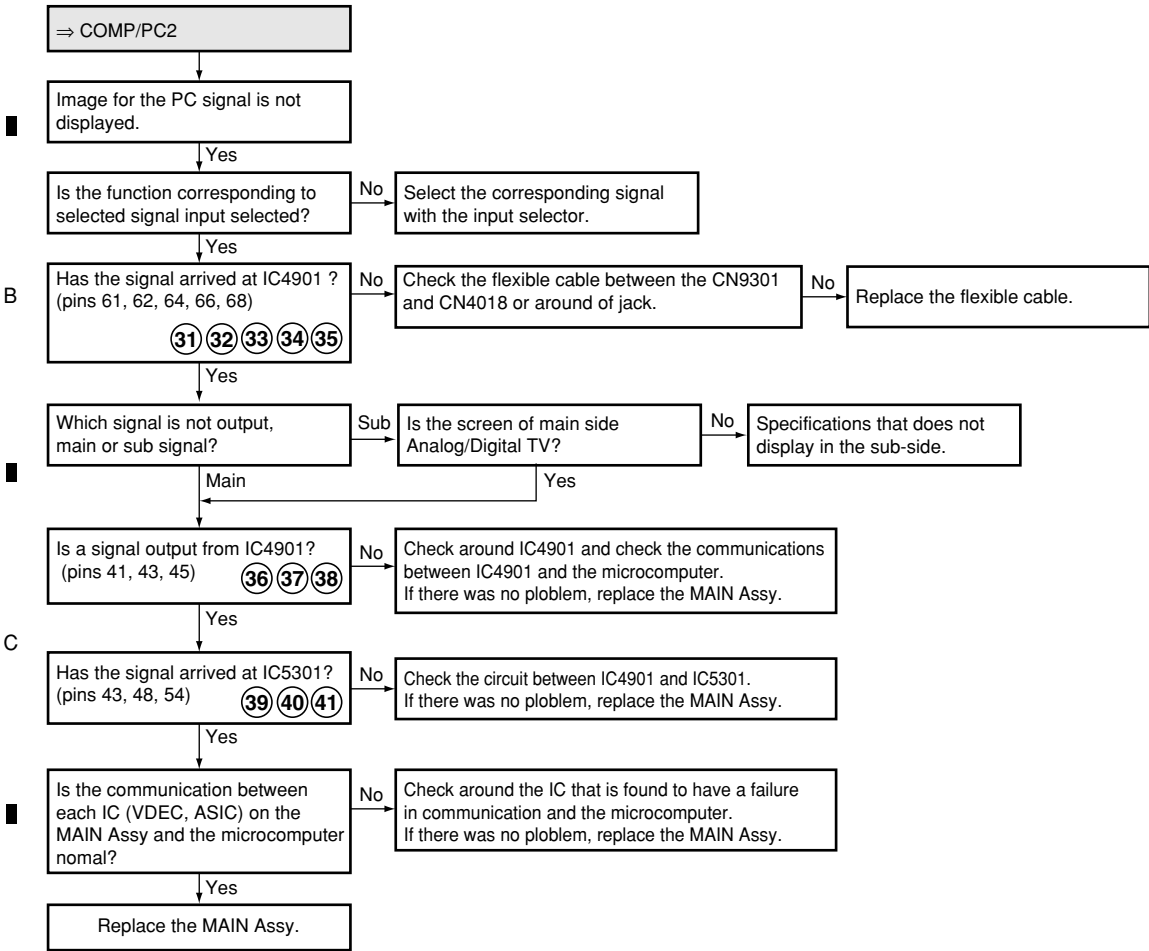 ⇒ COMP/PC2
Image for the PC signal is not
displayed.
Yes
Is the function corresponding to
selected signal input selected?
No
Select the corresponding signal
with the input selector.
Yes
B
Has the signal arrived at IC4901 ?
(pins 61, 62, 64, 66, 68)
31 32 33 34 35
No
Check the flexible cable between the CN9301
and CN4018 or around of jack.
No
Replace the flexible cable.
Yes
Which signal is not output,
main or sub signal?
Sub
Is the screen of main side
Analog/Digital TV?
No
Specifications that does not
display in the sub-side.
Main
Yes
Is a signal output from IC4901?
(pins 41, 43, 45)
36 37 38
No
Check around IC4901 and check the communications
between IC4901 and the microcomputer.
If there was no ploblem, replace the MAIN Assy.
Yes
C
Has the signal arrived at IC5301?
(pins 43, 48, 54)
39 40 41
No
Check the circuit between IC4901 and IC5301.
If there was no ploblem, replace the MAIN Assy.
Yes
Is the communication between
each IC (VDEC, ASIC) on the
MAIN Assy and the microcomputer
nomal?
No
Check around the IC that is found to have a failure
in communication and the microcomputer.
If there was no ploblem, replace the MAIN Assy.
Yes
Replace the MAIN Assy.